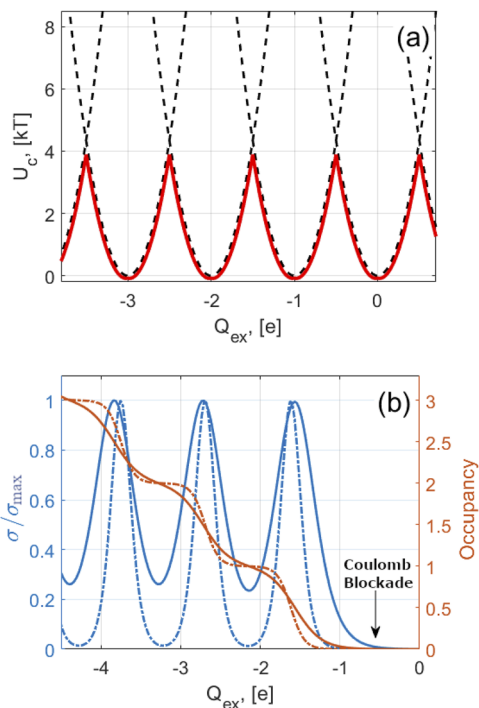 (a)
8
6
4
2
0
U_c, [kT]
-3 -2 -1 0
Q_ex, [e]
(b)
1
0.8
0.6
0.4
0.2
0
σ/σ_max
3
2.5
2
1.5
1
0.5
0
Occupancy
Coulomb
Blockade
-4 -3 -2 -1 0
Q_ex, [e]